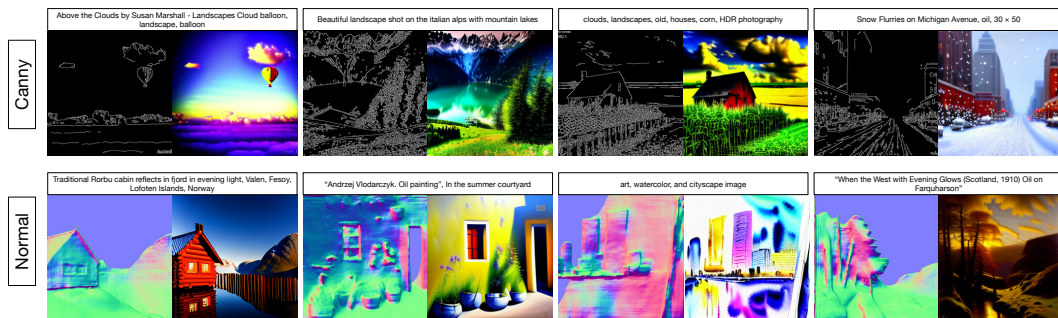 Above the Clouds by Susan Marshall - Landscapes Cloud balloon,
landscape, balloon
Beautiful landscape shot on the italian alps with mountain lakes
clouds, landscapes, old, houses, corn, HDR photography
Snow Flurries on Michigan Avenue, oil, 30 × 50
Canny
Traditional Rorbu cabin reflects in fjord in evening light, Valen, Fesoy,
Lofoten Islands, Norway
“Andrzej Vlodarczyk. Oil painting”, In the summer courtyard
art, watercolor, and cityscape image
“When the West with Evening Glows (Scotland, 1910) Oil on
Farquharson”
Normal